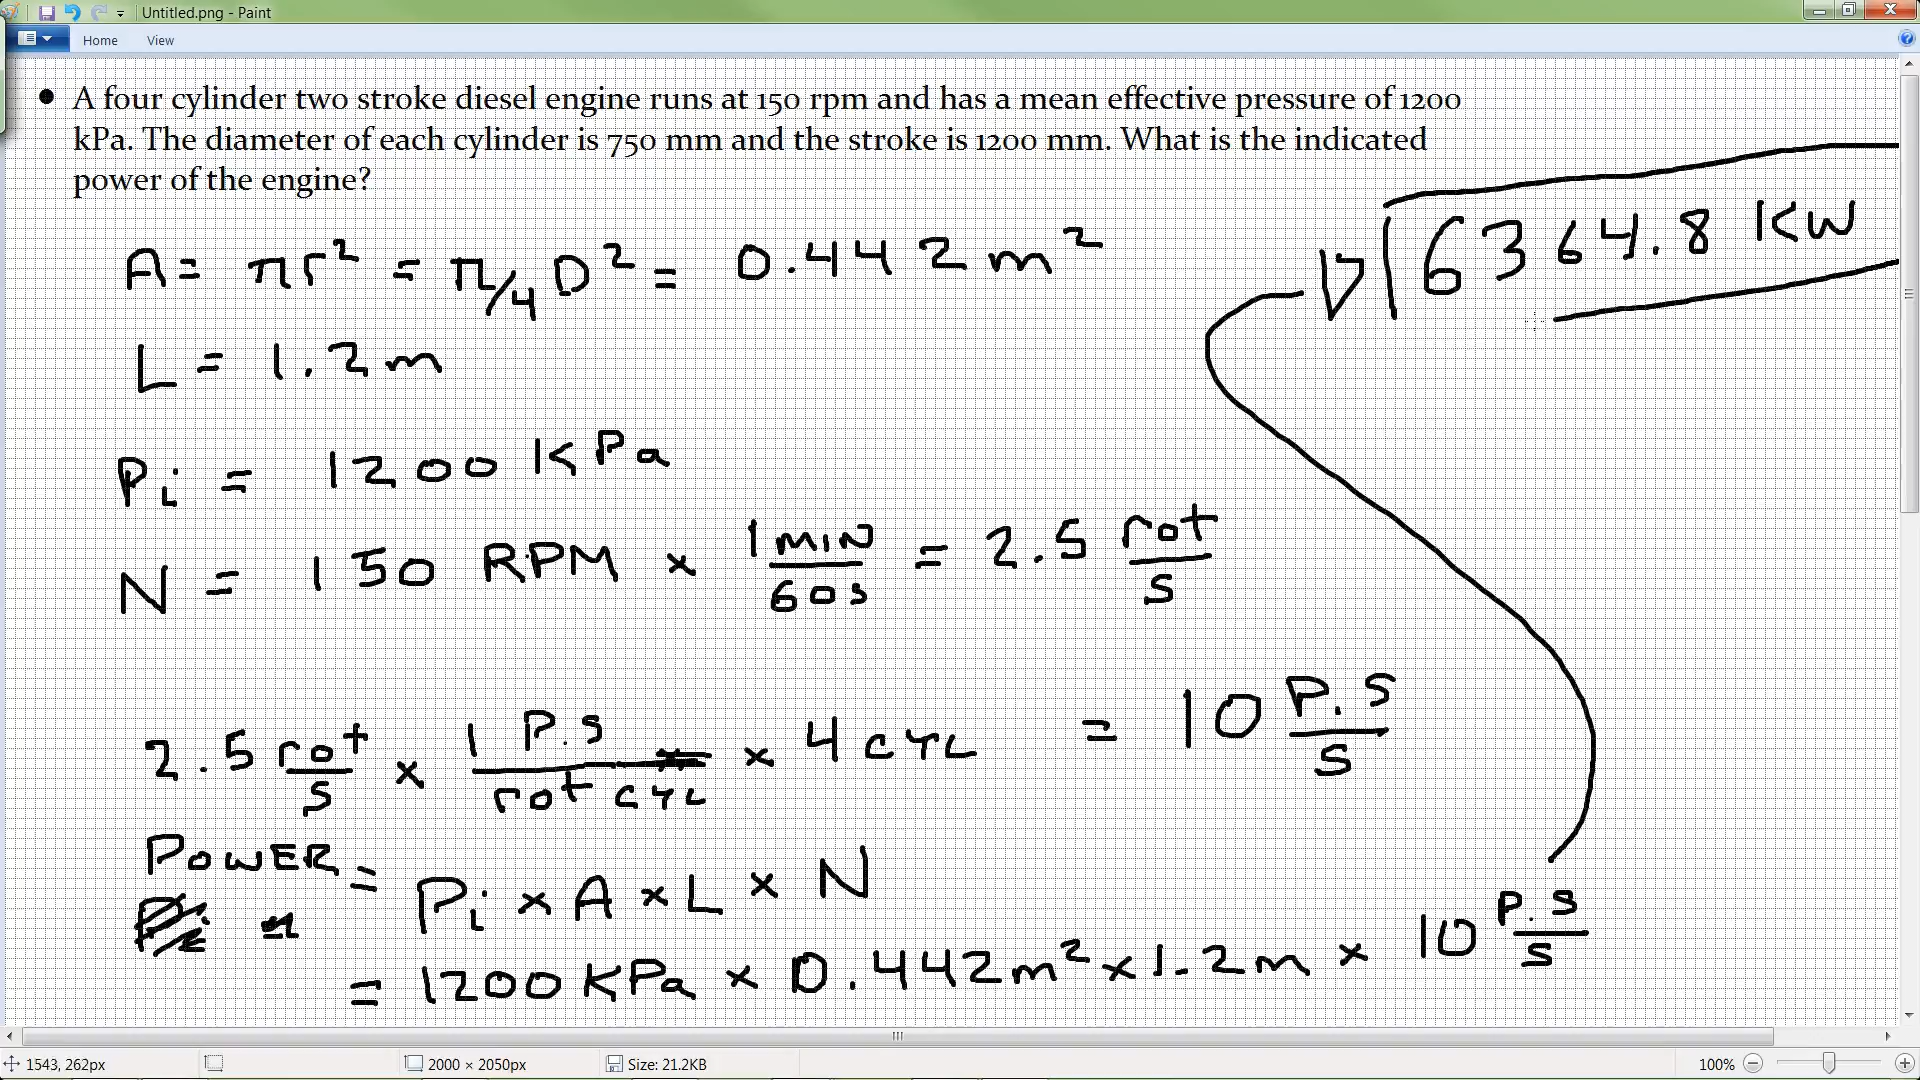 Untitled.png - Paint
Home View
• A four cylinder two stroke diesel engine runs at 150 rpm and has a mean effective pressure of 1200
kPa. The diameter of each cylinder is 750 mm and the stroke is 1200 mm. What is the indicated
power of the engine?
A = πr² = π/4 D² = 0.442 m²
6364.8 KW
L = 1.2 m
Pi = 1200 KPa
N = 150 RPM × 1 MIN/60s = 2.5 rot/s
2.5 rot/s × 1 P.S/rot CYL × 4 CYL = 10 P.S/s
POWER = Pi × A × L × N
= 1200 KPa × 0.442 m² × 1.2 m × 10 P.S/s
1543, 262px
2000 × 2050px
Size: 21.2KB
100%